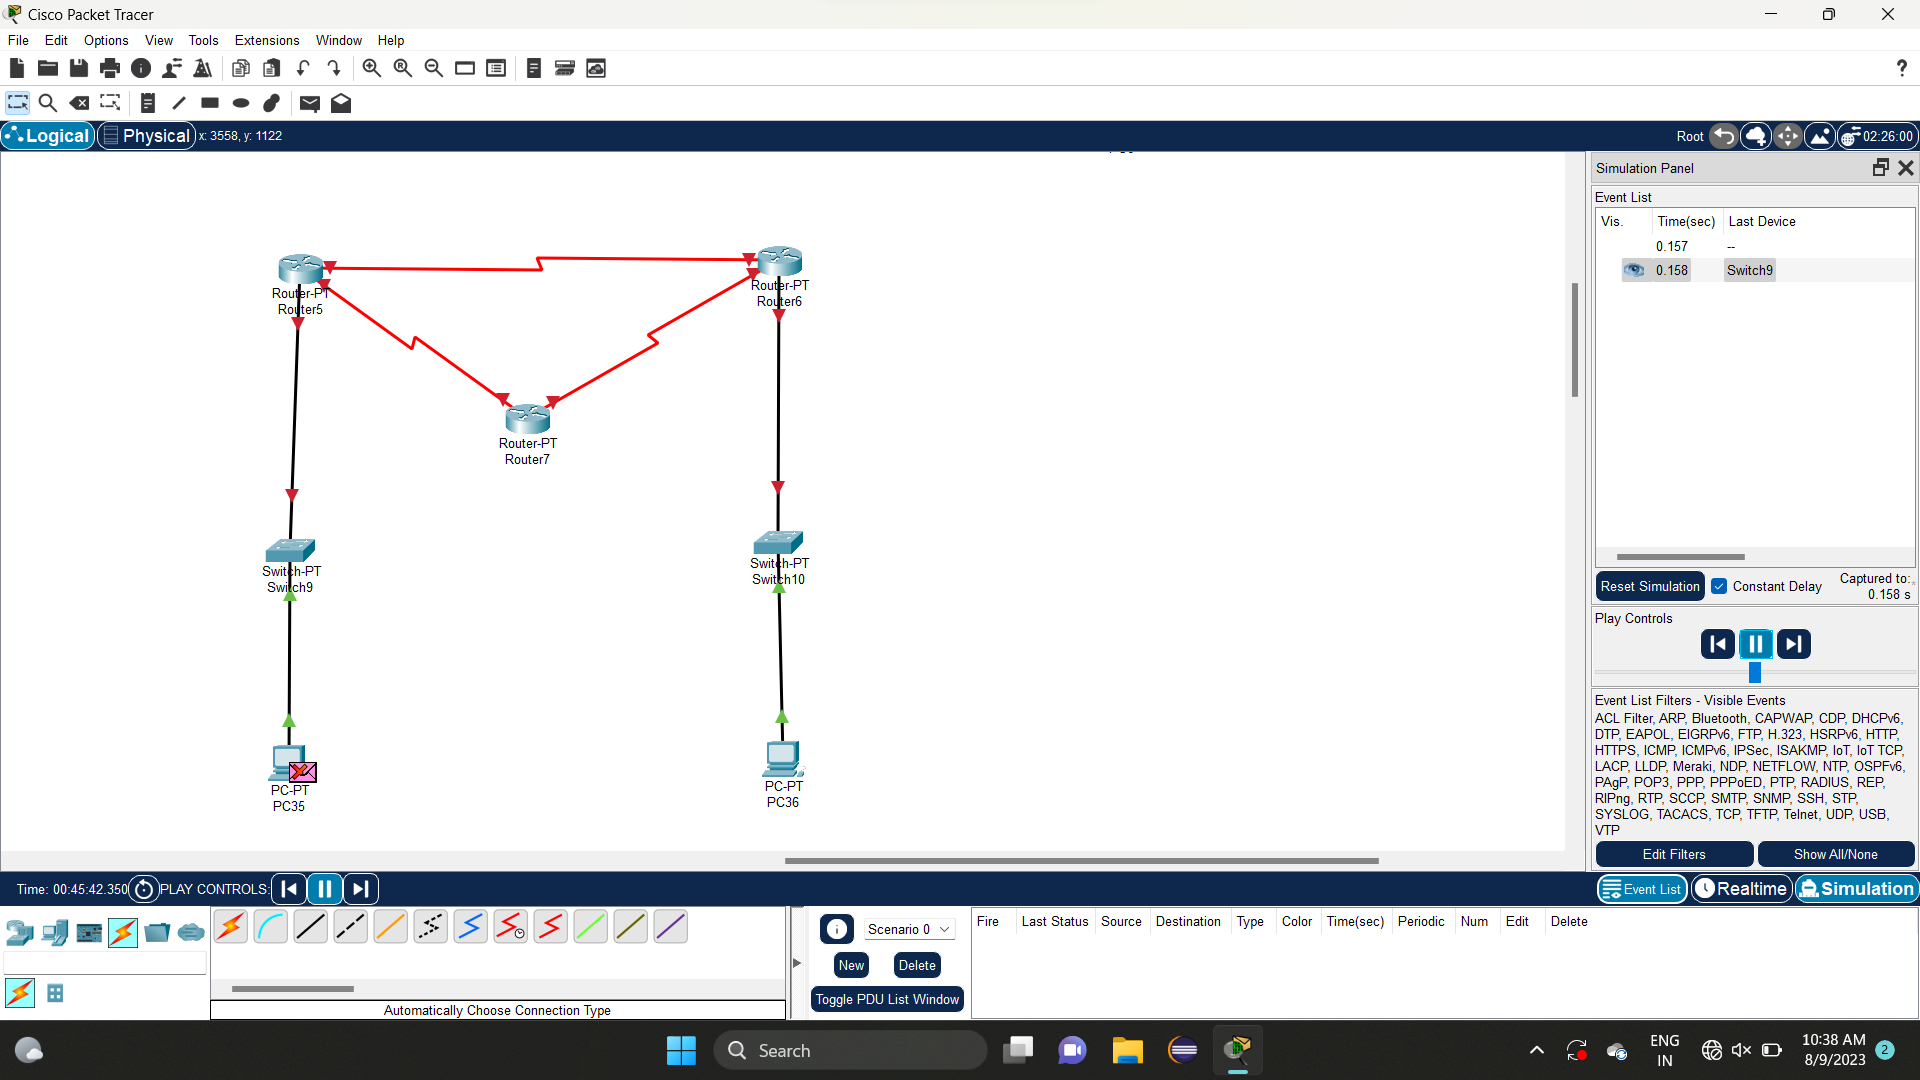 Cisco Packet Tracer
File Edit Options View Tools Extensions Window Help
?
Logical Physical x: 3558, y: 1122 Root 02:26:00
Simulation Panel
Event List
Vis. Time(sec) Last Device
0.157 --
0.158 Switch9
Router-PT
Router5
Router-PT
Router6
Router-PT
Router7
Switch-PT
Switch9
Switch-PT
Switch10
PC-PT
PC35
PC-PT
PC36
Reset Simulation Constant Delay Captured to:
0.158 s
Play Controls
Event List Filters - Visible Events
ACL Filter, ARP, Bluetooth, CAPWAP, CDP, DHCPv6,
DTP, EAPOL, EIGRPv6, FTP, H.323, HSRPv6, HTTP,
HTTPS, ICMP, ICMPv6, IPSec, ISAKMP, IoT, IoT TCP,
LACP, LLDP, Meraki, NDP, NETFLOW, NTP, OSPFv6,
PAgP, POP3, PPP, PPPoED, PTP, RADIUS, REP,
RIPng, RTP, SCCP, SMTP, SNMP, SSH, STP,
SYSLOG, TACACS, TCP, TFTP, Telnet, UDP, USB,
VTP
Edit Filters Show All/None
Time: 00:45:42.350 PLAY CONTROLS: Event List Realtime Simulation
Scenario 0
New Delete
Toggle PDU List Window
Fire Last Status Source Destination Type Color Time(sec) Periodic Num Edit Delete
Automatically Choose Connection Type
Search
ENG
IN
10:38 AM
8/9/2023
2